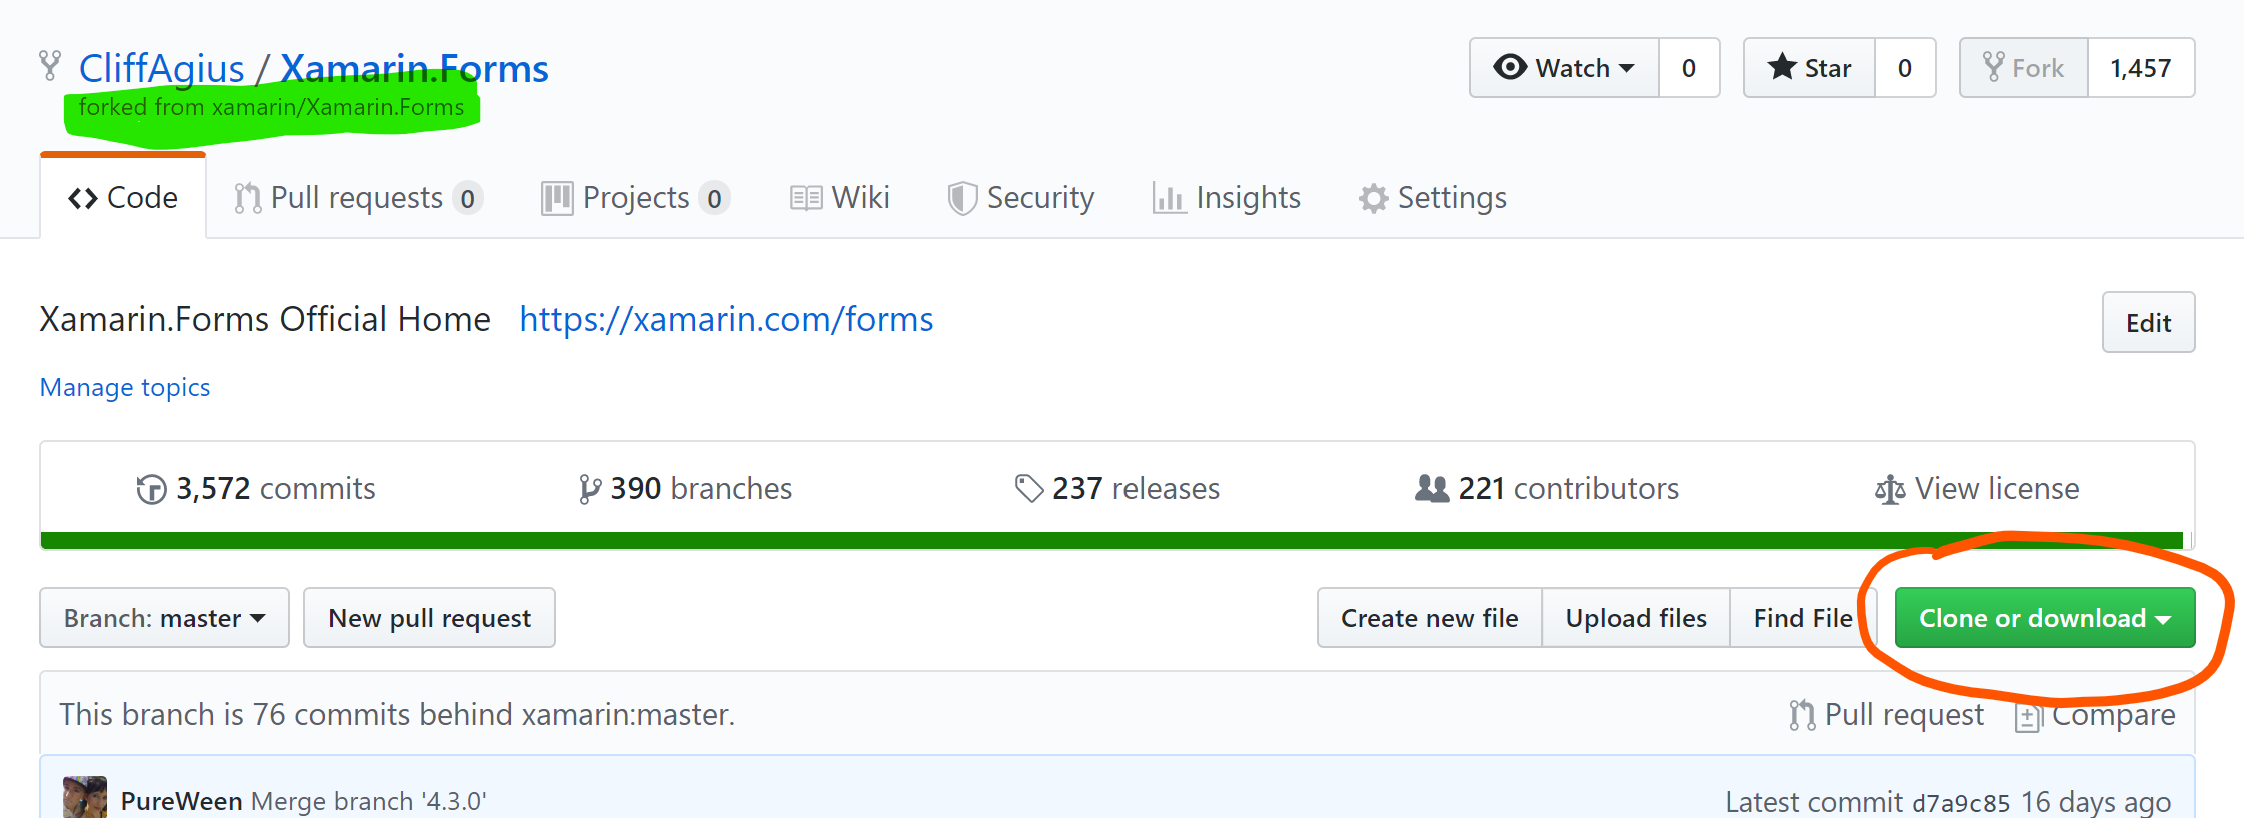 CliffAgius / Xamarin.Forms
forked from xamarin/Xamarin.Forms
Watch 0 Star 0 Fork 1,457
Code Pull requests 0 Projects 0 Wiki Security Insights Settings
Xamarin.Forms Official Home https://xamarin.com/forms
Edit
Manage topics
3,572 commits 390 branches 237 releases 221 contributors View license
Branch: master New pull request Create new file Upload files Find File Clone or download
This branch is 76 commits behind xamarin:master. Pull request Compare
PureWeen Merge branch '4.3.0' Latest commit d7a9c85 16 days ago